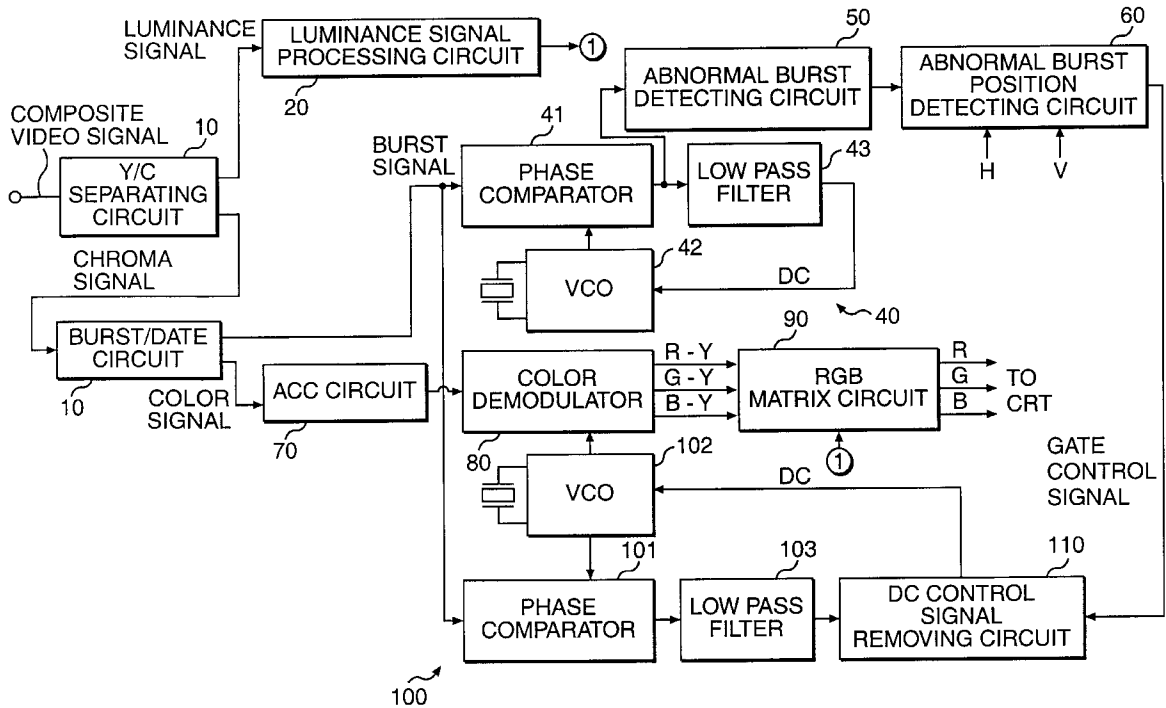 LUMINANCE
SIGNAL
LUMINANCE SIGNAL
PROCESSING CIRCUIT
20
1
50
ABNORMAL BURST
DETECTING CIRCUIT
60
ABNORMAL BURST
POSITION
DETECTING CIRCUIT
H
V
COMPOSITE
VIDEO SIGNAL
10
Y/C
SEPARATING
CIRCUIT
BURST
SIGNAL
41
PHASE
COMPARATOR
43
LOW PASS
FILTER
42
VCO
DC
40
CHROMA
SIGNAL
BURST/DATE
CIRCUIT
10
COLOR
SIGNAL
ACC CIRCUIT
70
COLOR
DEMODULATOR
80
R - Y
G - Y
B - Y
90
RGB
MATRIX CIRCUIT
R
G
B
TO
CRT
1
102
VCO
DC
GATE
CONTROL
SIGNAL
101
PHASE
COMPARATOR
103
LOW PASS
FILTER
110
DC CONTROL
SIGNAL
REMOVING CIRCUIT
100